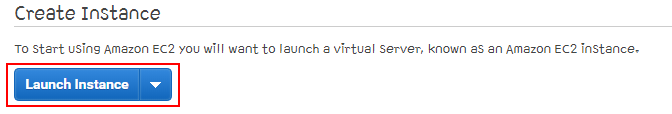 Create Instance
To start using Amazon EC2 you will want to launch a virtual server, known as an Amazon EC2 instance.
Launch Instance